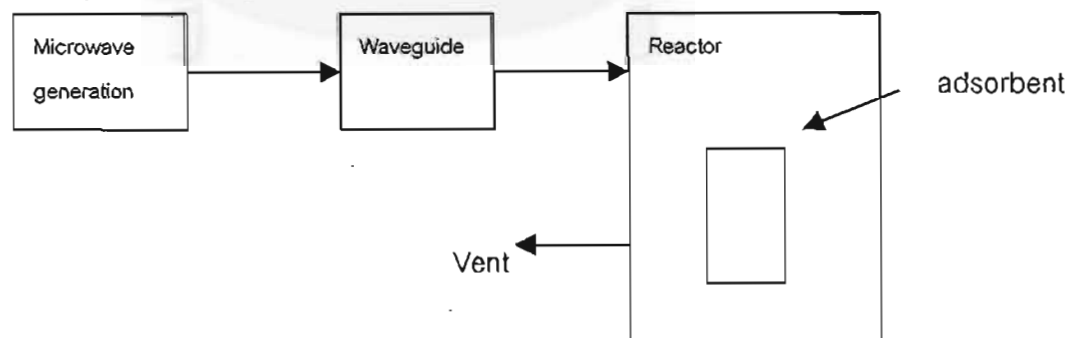 Microwave
generation
Waveguide
Reactor
adsorbent
Vent